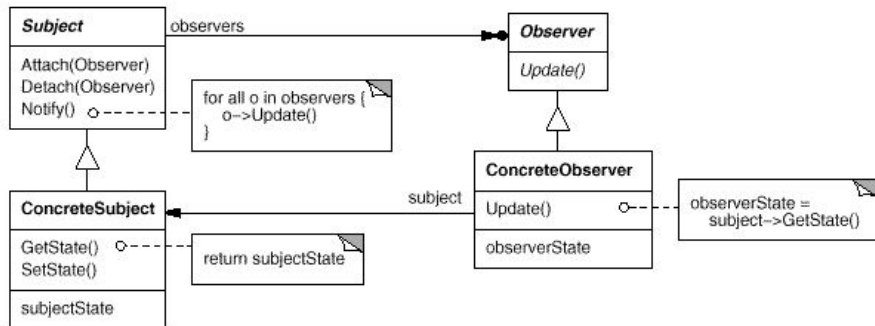 Subject
observers
Observer
Attach(Observer)
Detach(Observer)
Notify()
Update()
for all o in observers {
o->Update()
}
ConcreteSubject
subject
ConcreteObserver
GetState()
SetState()
return subjectState
Update()
observerState =
subject->GetState()
subjectState
observerState